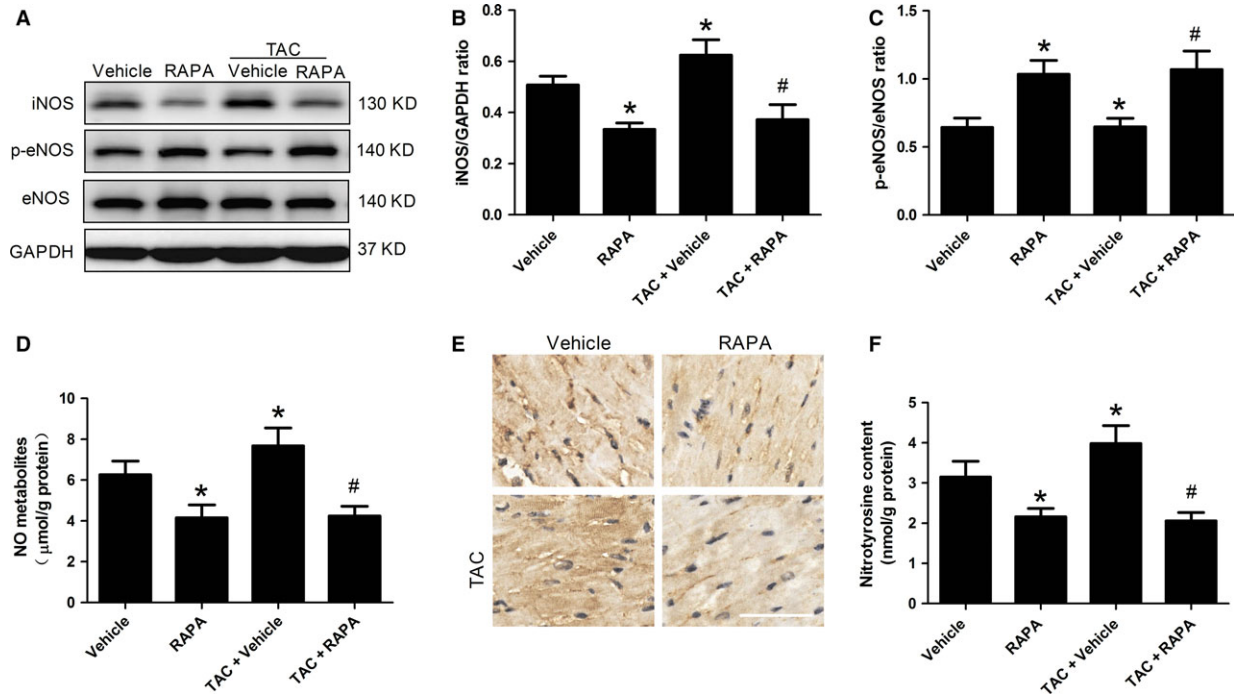 A
TAC
Vehicle RAPA Vehicle RAPA
iNOS 130 KD
p-eNOS 140 KD
eNOS 140 KD
GAPDH 37 KD
B
iNOS/GAPDH ratio
0.8
0.6
0.4
0.2
0.0
*
*
#
Vehicle
RAPA
TAC + Vehicle
TAC + RAPA
C
p-eNOS/eNOS ratio
1.5
1.0
0.5
0.0
*
*
#
Vehicle
RAPA
TAC + Vehicle
TAC + RAPA
D
NO metabolites
( μmol/g protein)
10
8
6
4
2
0
*
*
#
Vehicle
RAPA
TAC + Vehicle
TAC + RAPA
E
Vehicle RAPA
TAC
F
Nitrotyrosine content
(nmol/g protein)
5
4
3
2
1
0
*
*
#
Vehicle
RAPA
TAC + Vehicle
TAC + RAPA